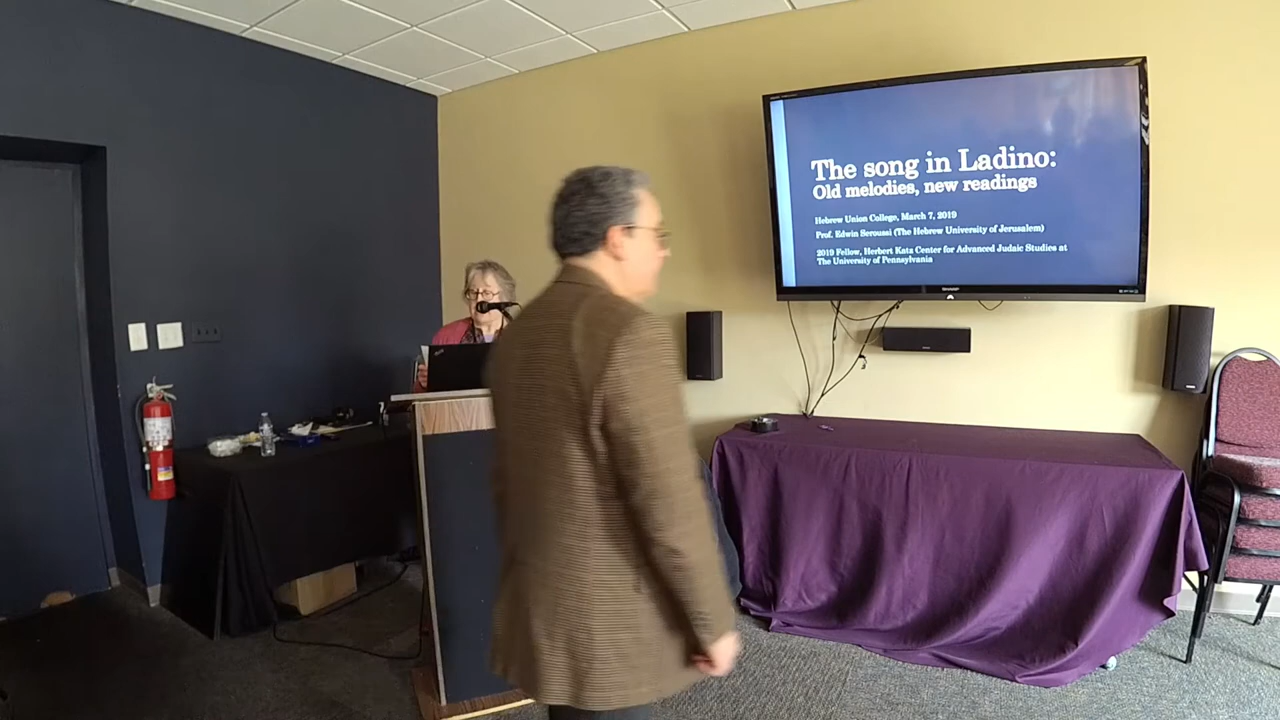 The song in Ladino:
Old melodies, new readings
Hebrew Union College, March 7, 2019
Prof. Edwin Seroussi (The Hebrew University of Jerusalem)
2019 Fellow, Herbert Katz Center for Advanced Judaic Studies at
The University of Pennsylvania
SHARP